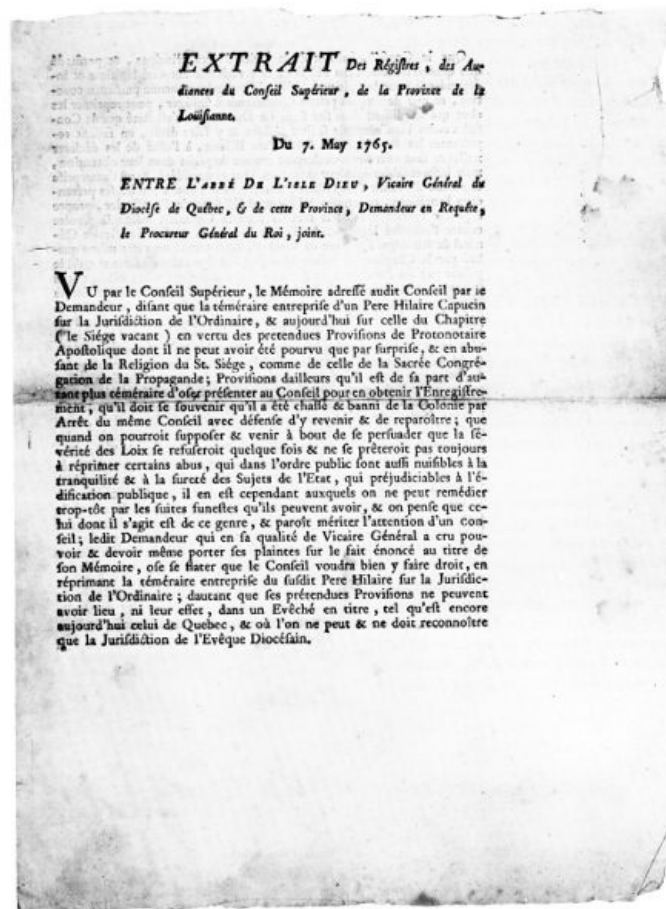 EXTRAIT Des Régiſtres, des Au-
diances du Conſeil Supérieur, de la Province de la
Louiſianne.
Du 7. May 1765.
ENTRE L'ABBÉ DE L'ISLE DIEU, Vicaire Général du
Diocèſe de Québec, & de cette Province, Demandeur en Requête,
le Procureur Général du Roi, joint.
VU par le Conſeil Supérieur, le Mémoire adreſſé audit Conſeil par le
Demandeur, diſant que la téméraire entrepriſe d'un Pere Hilaire Capucin
ſur la Juriſdiction de l'Ordinaire, & aujourd'hui ſur celle du Chapitre
(le Siége vacant) en vertu des pretendues Proviſions de Protonotaire
Apoſtolique dont il ne peut avoir été pourvu que par ſurpriſe, & en abu-
ſant de la Religion du St. Siége, comme de celle de la Sacrée Congré-
gation de la Propagande; Proviſions dailleurs qu'il eſt de ſa part d'au-
tant plus téméraire d'oſer préſenter au Conſeil pour en obtenir l'Enregiſtre-
ment, qu'il doit ſe ſouvenir qu'il a été chaſſé & banni de la Colonie par
Arrêt du même Conſeil avec défenſe d'y revenir & de reparoître; que
quand on pourroit ſuppoſer & venir à bout de ſe perſuader que la ſé-
vérité des Loix ſe refuſeroit quelque fois & ne ſe prêteroit pas toujours
à réprimer certains abus, qui dans l'ordre public ſont auſſi nuiſibles à la
tranquilité & à la ſureté des Sujets de l'Etat, qui préjudiciables à l'é-
dification publique, il en eſt cependant auxquels on ne peut remédier
trop-tôt par les ſuites funeſtes qu'ils peuvent avoir, & on penſe que ce-
lui dont il s'agit eſt de ce genre, & paroît mériter l'attention d'un con-
ſeil; ledit Demandeur qui en ſa qualité de Vicaire Général a cru pou-
voir & devoir même porter ſes plaintes ſur le fait énoncé au titre de
ſon Mémoire, oſe ſe flater que le Conſeil voudra bien y faire droit, en
réprimant la téméraire entrepriſe du ſuſdit Pere Hilaire ſur la Juriſdic-
tion de l'Ordinaire; dautant que ſes prétendues Proviſions ne peuvent
avoir lieu, ni leur effet, dans un Evêché en titre, tel qu'eſt encore
aujourd'hui celui de Quebec, & où l'on ne peut & ne doit reconnoître
que la Juriſdiction de l'Evêque Diocéſain.